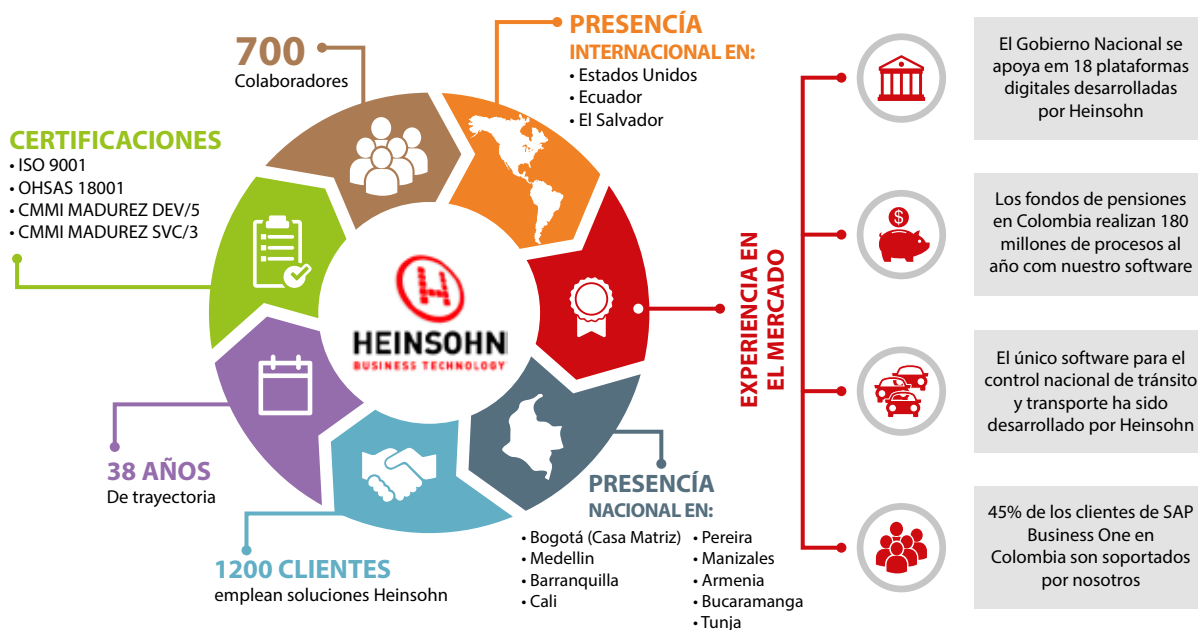 700
Colaboradores
PRESENCÍA
INTERNACIONAL EN:
• Estados Unidos
• Ecuador
• El Salvador
CERTIFICACIONES
• ISO 9001
• OHSAS 18001
• CMMI MADUREZ DEV/5
• CMMI MADUREZ SVC/3
H
HEINSOHN
BUSINESS TECHNOLOGY
38 AÑOS
De trayectoria
1200 CLIENTES
emplean soluciones Heinsohn
PRESENCÍA
NACIONAL EN:
• Bogotá (Casa Matriz)
• Medellin
• Barranquilla
• Cali
• Pereira
• Manizales
• Armenia
• Bucaramanga
• Tunja
EXPERIENCIA EN
EL MERCADO
El Gobierno Nacional se
apoya em 18 plataformas
digitales desarrolladas
por Heinsohn
$
Los fondos de pensiones
en Colombia realizan 180
millones de procesos al
año com nuestro software
El único software para el
control nacional de tránsito
y transporte ha sido
desarrollado por Heinsohn
45% de los clientes de SAP
Business One en
Colombia son soportados
por nosotros